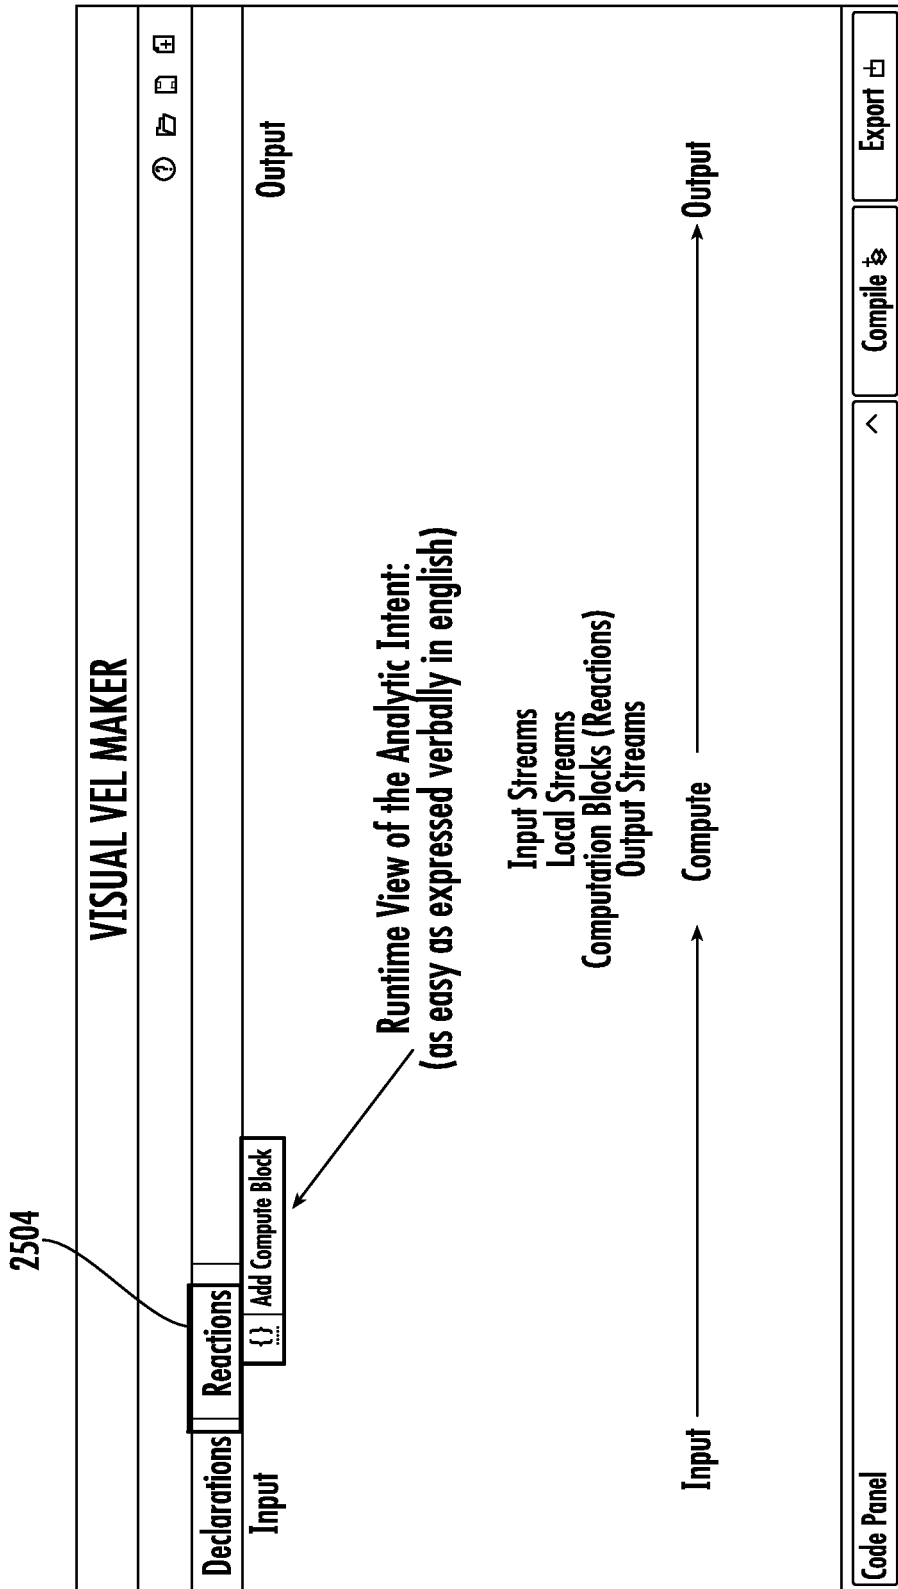 2504
VISUAL VEL MAKER
Declarations
Reactions
Input
{ } Add Compute Block
Output
Runtime View of the Analytic Intent:
(as easy as expressed verbally in english)
Input Streams
Local Streams
Computation Blocks (Reactions)
Output Streams
Input
Compute
Output
Code Panel
Compile
Export